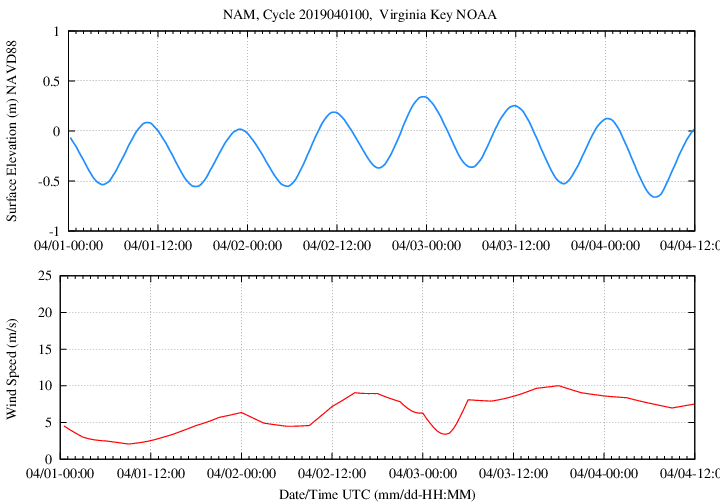 NAM, Cycle 2019040100, Virginia Key NOAA
Surface Elevation (m) NAVD88
1
0.5
0
-0.5
-1
04/01-00:00 04/01-12:00 04/02-00:00 04/02-12:00 04/03-00:00 04/03-12:00 04/04-00:00 04/04-12:0
Wind Speed (m/s)
25
20
15
10
5
0
04/01-00:00 04/01-12:00 04/02-00:00 04/02-12:00 04/03-00:00 04/03-12:00 04/04-00:00 04/04-12:0
Date/Time UTC (mm/dd-HH:MM)